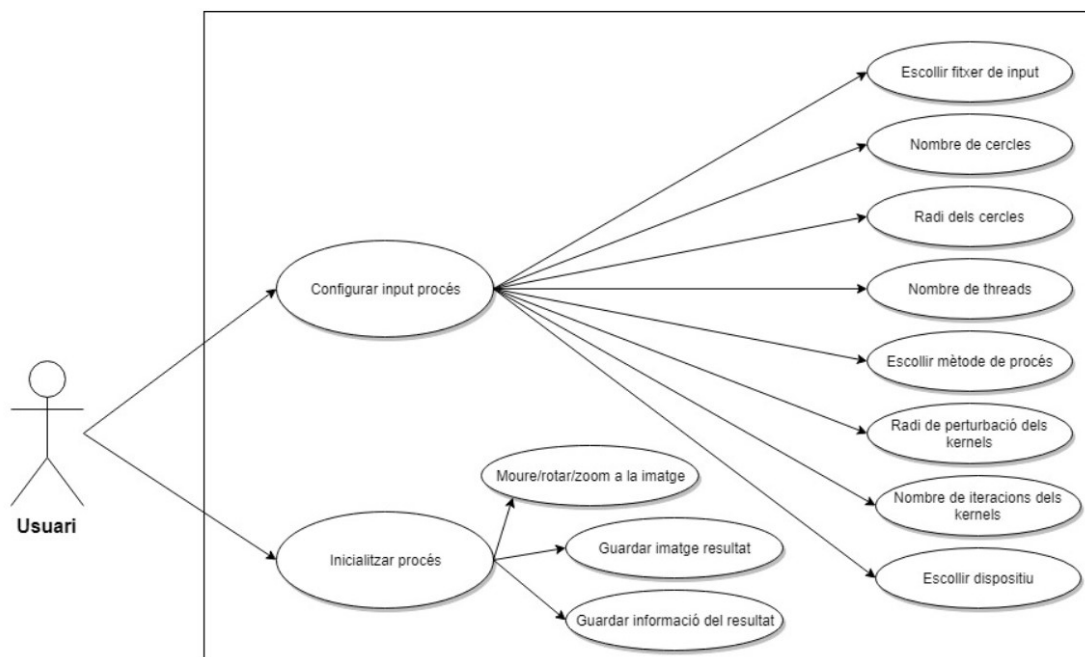 Escollir fitxer de input
Nombre de cercles
Radi dels cercles
Configurar input procés
Nombre de threads
Escollir mètode de procés
Radi de perturbació dels
kernels
Moure/rotar/zoom a la imatge
Nombre de iteracions dels
kernels
Usuari
Inicialitzar procés
Guardar imatge resultat
Escollir dispositiu
Guardar informació del resultat